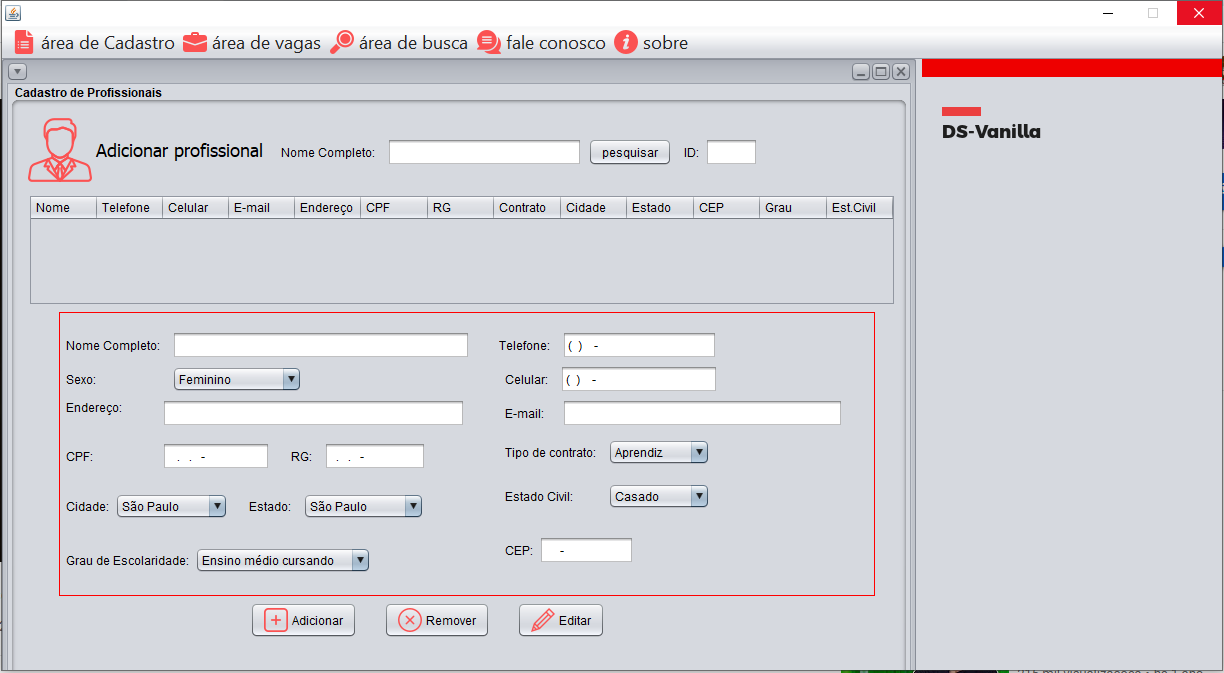 área de Cadastro área de vagas área de busca fale conosco sobre
Cadastro de Profissionais
DS-Vanilla
Adicionar profissional Nome Completo: pesquisar ID:
Nome Telefone Celular E-mail Endereço CPF RG Contrato Cidade Estado CEP Grau Est.Civil
Nome Completo: Telefone: ( ) -
Sexo: Feminino Celular: ( ) -
Endereço: E-mail:
CPF: . . - RG: . . - Tipo de contrato: Aprendiz
Cidade: São Paulo Estado: São Paulo Estado Civil: Casado
Grau de Escolaridade: Ensino médio cursando CEP: -
Adicionar Remover Editar